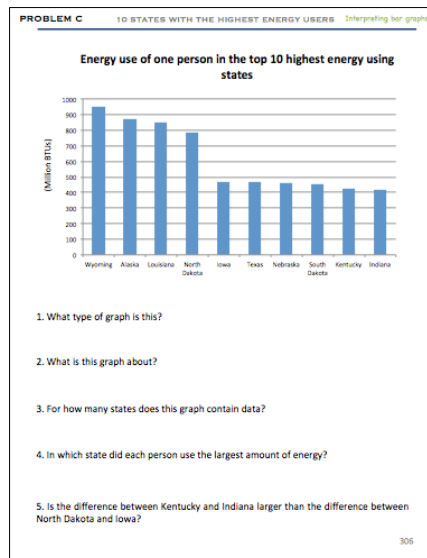 PROBLEM C 10 STATES WITH THE HIGHEST ENERGY USERS Interpreting bar graphs
Energy use of one person in the top 10 highest energy using
states
(Million BTUs)
1000
900
800
700
600
500
400
300
200
100
0
Wyoming Alaska Louisiana North Dakota Iowa Texas Nebraska South Dakota Kentucky Indiana
1. What type of graph is this?
2. What is this graph about?
3. For how many states does this graph contain data?
4. In which state did each person use the largest amount of energy?
5. Is the difference between Kentucky and Indiana larger than the difference between
North Dakota and Iowa?
306